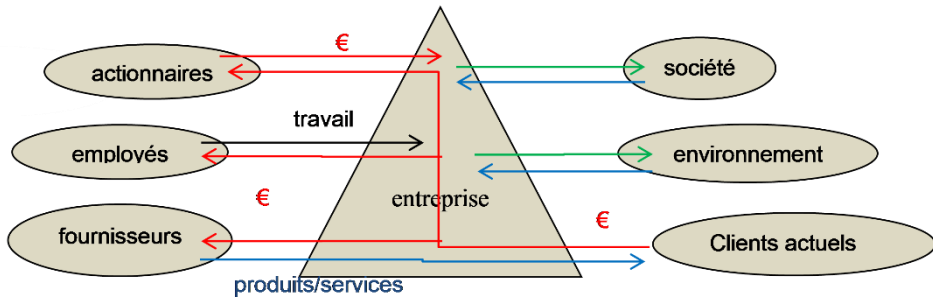 €
actionnaires
société
travail
employés
environnement
entreprise
€
€
fournisseurs
Clients actuels
produits/services